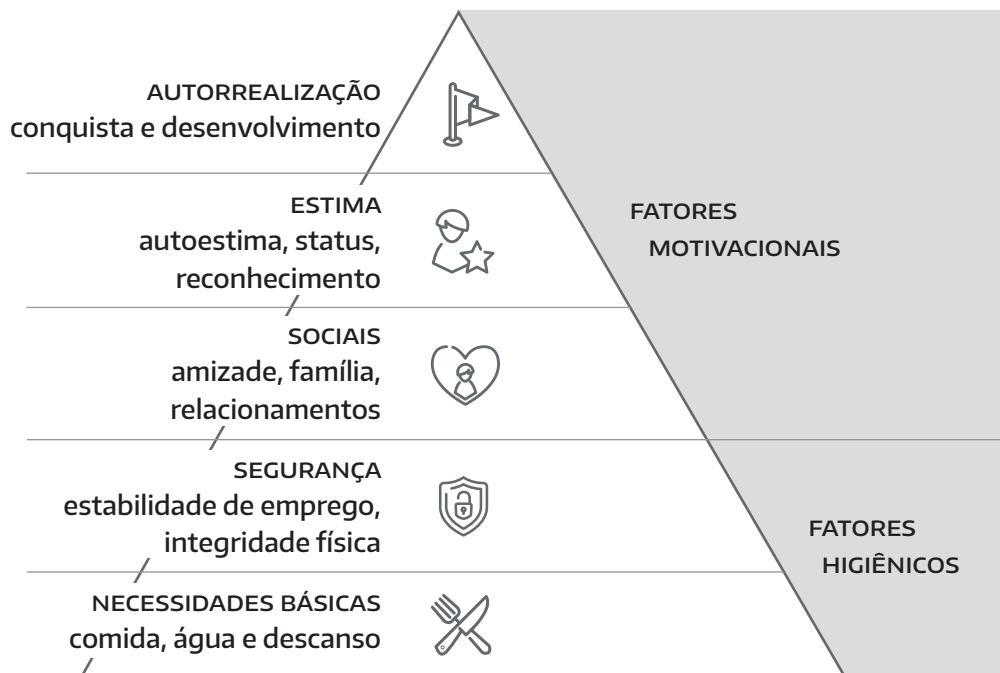 AUTORREALIZAÇÃO
conquista e desenvolvimento
ESTIMA
autoestima, status,
reconhecimento
FATORES
MOTIVACIONAIS
SOCIAIS
amizade, família,
relacionamentos
SEGURANÇA
estabilidade de emprego,
integridade física
FATORES
HIGIÊNICOS
NECESSIDADES BÁSICAS
comida, água e descanso